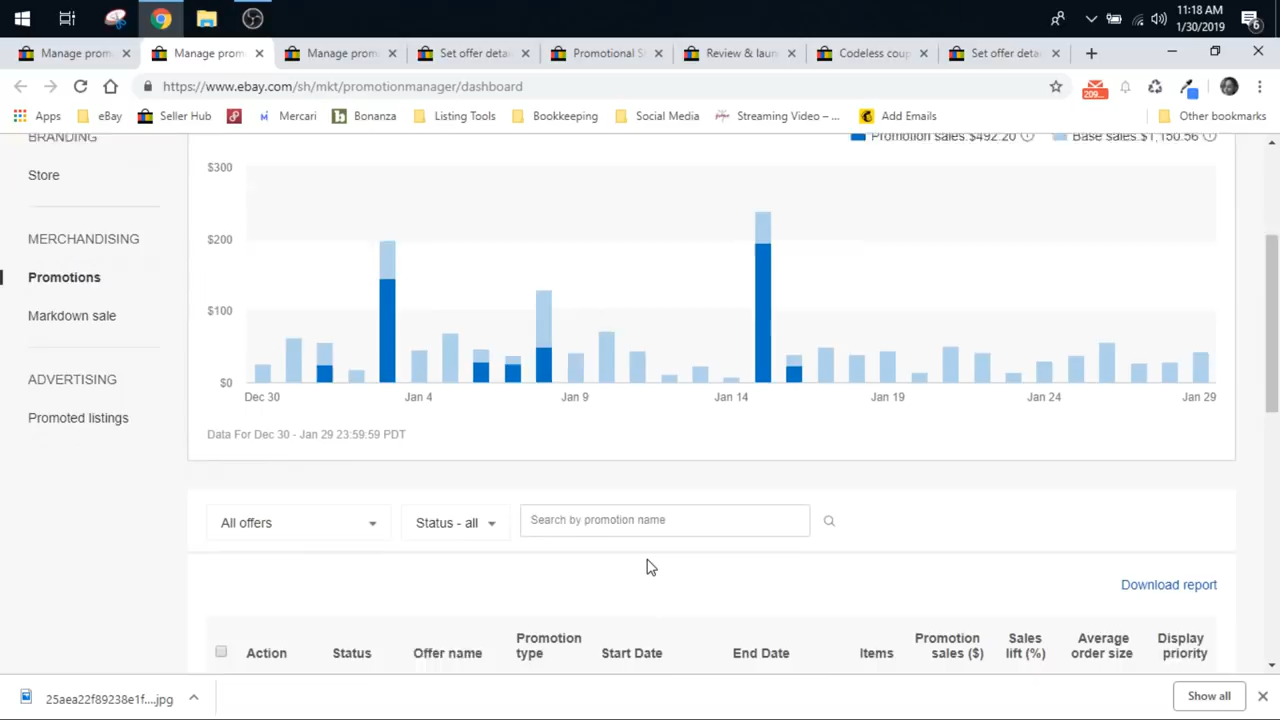 11:18 AM
1/30/2019
6
Manage prom
Manage prom
Manage prom
Set offer deta
Promotional S
Review & laun
Codeless coup
Set offer deta
https://www.ebay.com/sh/mkt/promotionmanager/dashboard
209...
Apps
eBay
Seller Hub
Mercari
Bonanza
Listing Tools
Bookkeeping
Social Media
Streaming Video – ...
Add Emails
Other bookmarks
BRANDING
Store
MERCHANDISING
Promotions
Markdown sale
ADVERTISING
Promoted listings
Promotion sales:$492.20
Base sales:$1,150.56
$300
$200
$100
$0
Dec 30
Jan 4
Jan 9
Jan 14
Jan 19
Jan 24
Jan 29
Data For Dec 30 - Jan 29 23:59:59 PDT
All offers
Status - all
Search by promotion name
Download report
Action
Status
Offer name
Promotion type
Start Date
End Date
Items
Promotion sales ($)
Sales lift (%)
Average order size
Display priority
25aea22f89238e1f....jpg
Show all